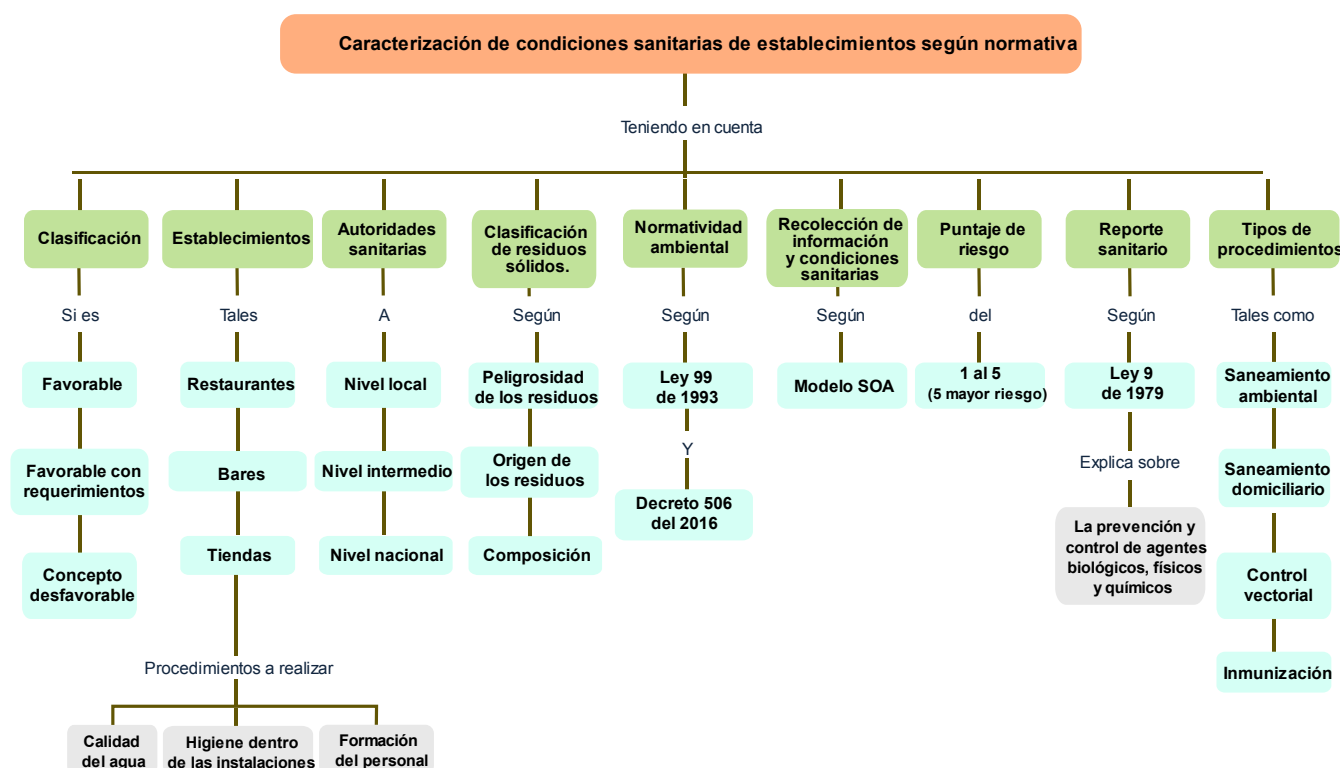 Caracterización de condiciones sanitarias de establecimientos según normativa
Teniendo en cuenta
Clasificación
Si es
Favorable
Favorable con
requerimientos
Concepto
desfavorable
Establecimientos
Tales
Restaurantes
Bares
Tiendas
Procedimientos a realizar
Calidad
del agua
Higiene dentro
de las instalaciones
Formación
del personal
Autoridades
sanitarias
A
Nivel local
Nivel intermedio
Nivel nacional
Clasificación
de residuos
sólidos.
Según
Peligrosidad
de los residuos
Origen de
los residuos
Composición
Normatividad
ambiental
Según
Ley 99
de 1993
Y
Decreto 506
del 2016
Recolección de
información
y condiciones
sanitarias
Según
Modelo SOA
Puntaje de
riesgo
del
1 al 5
(5 mayor riesgo)
Reporte
sanitario
Según
Ley 9
de 1979
Explica sobre
La prevención y
control de agentes
biológicos, físicos
y químicos
Tipos de
procedimientos
Tales como
Saneamiento
ambiental
Saneamiento
domiciliario
Control
vectorial
Inmunización